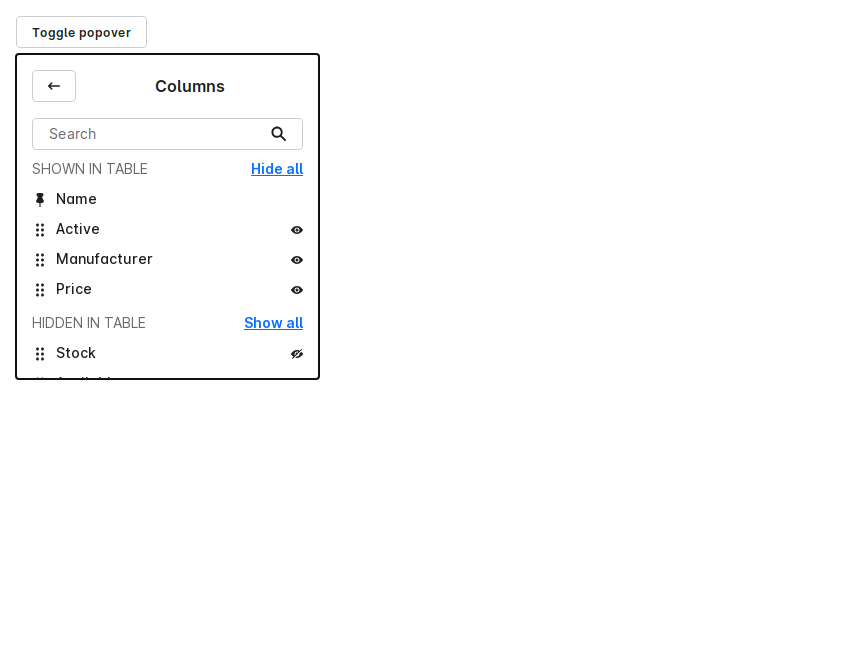 Toggle popover
Columns
Search
SHOWN IN TABLE Hide all
Name
Active
Manufacturer
Price
HIDDEN IN TABLE Show all
Stock